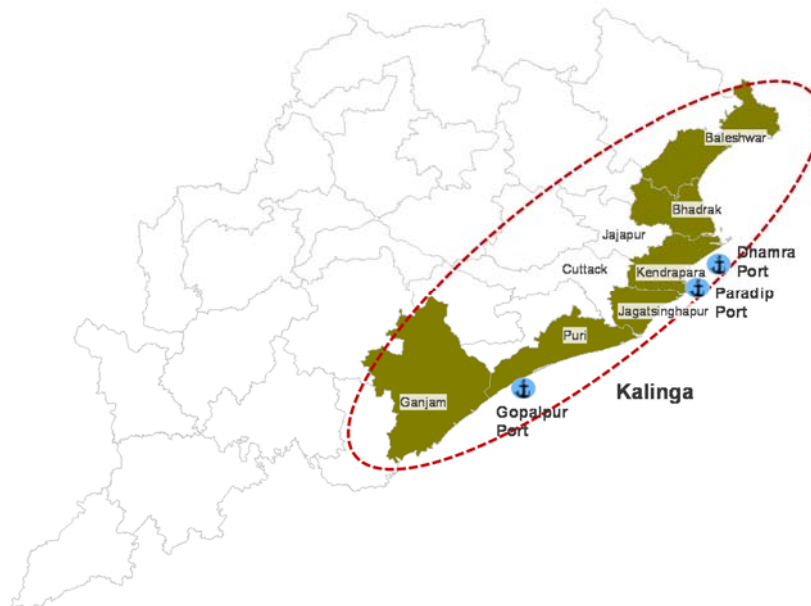 Baleshwar
Bhadrak
Jajapur
Dhamra
Port
Cuttack
Kendrapara
Paradip
Port
Jagatsinghapur
Puri
Kalinga
Ganjam
Gopalpur
Port